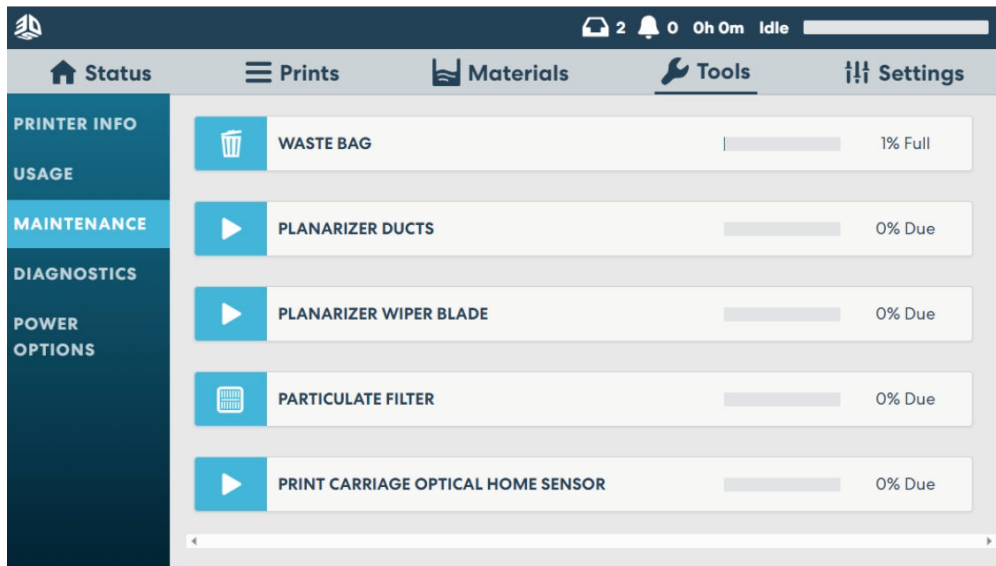 3D
2 0 0h 0m Idle
Status Prints Materials Tools Settings
PRINTER INFO
USAGE
MAINTENANCE
DIAGNOSTICS
POWER
OPTIONS
WASTE BAG 1% Full
PLANARIZER DUCTS 0% Due
PLANARIZER WIPER BLADE 0% Due
PARTICULATE FILTER 0% Due
PRINT CARRIAGE OPTICAL HOME SENSOR 0% Due